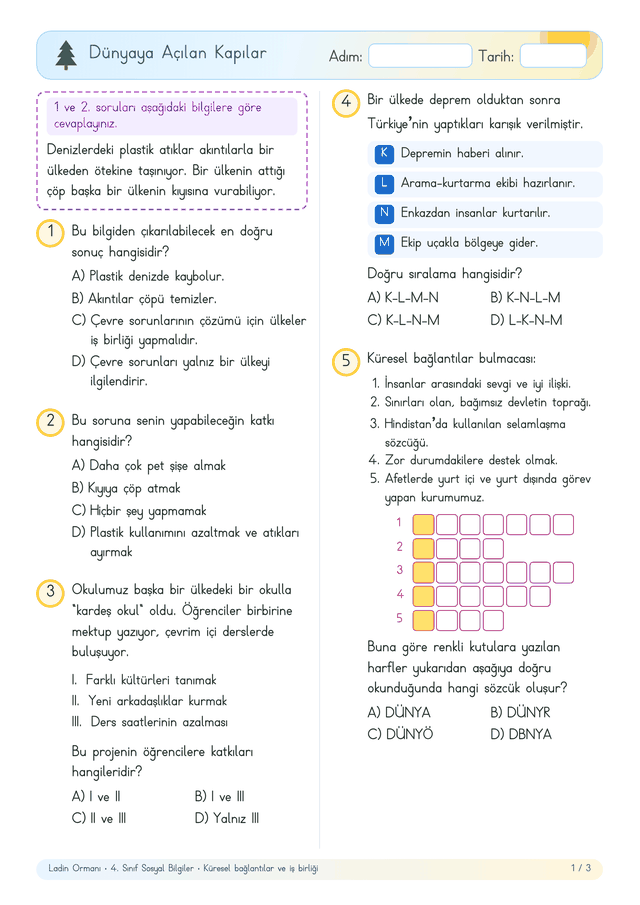 Dünyaya Açılan Kapılar
Adım:
Tarih:
1 ve 2. soruları aşağıdaki bilgilere göre
cevaplayınız.
Denizlerdeki plastik atıklar akıntılarla bir
ülkeden ötekine taşınıyor. Bir ülkenin attığı
çöp başka bir ülkenin kıyısına vurabiliyor.
1
Bu bilgiden çıkarılabilecek en doğru
sonuç hangisidir?
A) Plastik denizde kaybolur.
B) Akıntılar çöpü temizler.
C) Çevre sorunlarının çözümü için ülkeler
iş birliği yapmalıdır.
D) Çevre sorunları yalnız bir ülkeyi
ilgilendirir.
2
Bu soruna senin yapabileceğin katkı
hangisidir?
A) Daha çok pet şişe almak
B) Kıyıya çöp atmak
C) Hiçbir şey yapmamak
D) Plastik kullanımını azaltmak ve atıkları
ayırmak
3
Okulumuz başka bir ülkedeki bir okulla
"kardeş okul" oldu. Öğrenciler birbirine
mektup yazıyor, çevrim içi derslerde
buluşuyor.
I. Farklı kültürleri tanımak
II. Yeni arkadaşlıklar kurmak
III. Ders saatlerinin azalması
Bu projenin öğrencilere katkıları
hangileridir?
A) I ve II
B) I ve III
C) II ve III
D) Yalnız III
4
Bir ülkede deprem olduktan sonra
Türkiye'nin yaptıkları karışık verilmiştir.
K Depremin haberi alınır.
L Arama-kurtarma ekibi hazırlanır.
N Enkazdan insanlar kurtarılır.
M Ekip uçakla bölgeye gider.
Doğru sıralama hangisidir?
A) K-L-M-N
B) K-N-L-M
C) K-L-N-M
D) L-K-N-M
5
Küresel bağlantılar bulmacası:
1. İnsanlar arasındaki sevgi ve iyi ilişki.
2. Sınırları olan, bağımsız devletin toprağı.
3. Hindistan'da kullanılan selamlaşma
sözcüğü.
4. Zor durumdakilere destek olmak.
5. Afetlerde yurt içi ve yurt dışında görev
yapan kurumumuz.
1
2
3
4
5
Buna göre renkli kutulara yazılan
harfler yukarıdan aşağıya doğru
okunduğunda hangi sözcük oluşur?
A) DÜNYA
B) DÜNYR
C) DÜNYÖ
D) DBNYA
Ladin Ormanı • 4. Sınıf Sosyal Bilgiler • Küresel bağlantılar ve iş birliği
1 / 3